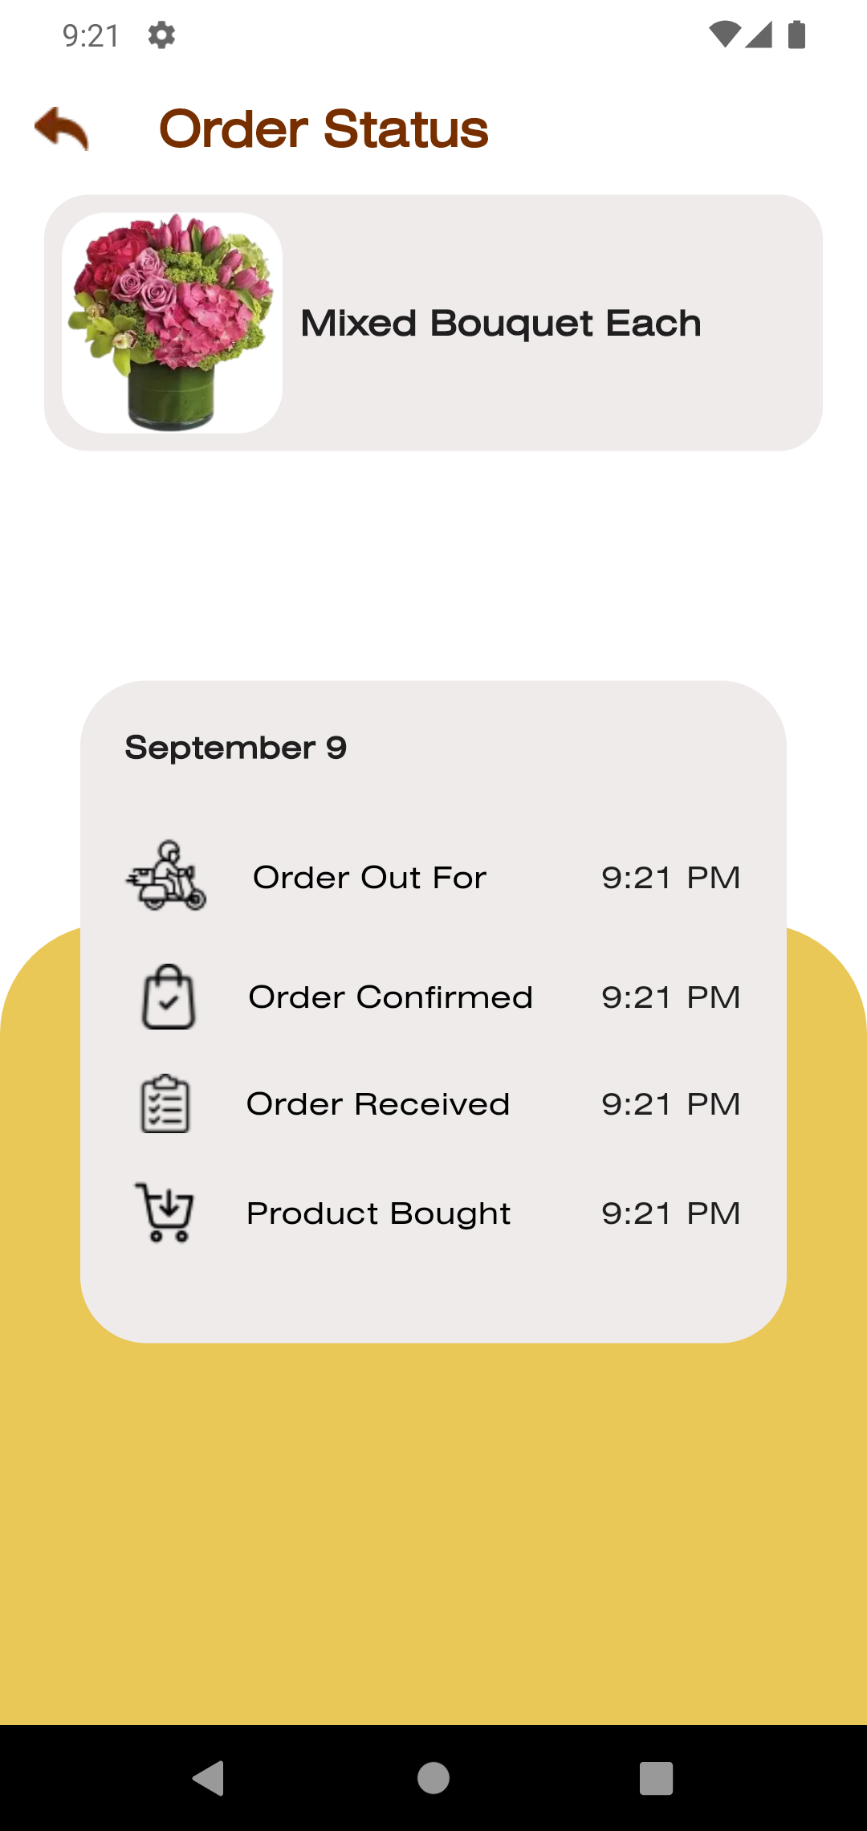 9:21
Order Status
Mixed Bouquet Each
September 9
Order Out For 9:21 PM
Order Confirmed 9:21 PM
Order Received 9:21 PM
Product Bought 9:21 PM